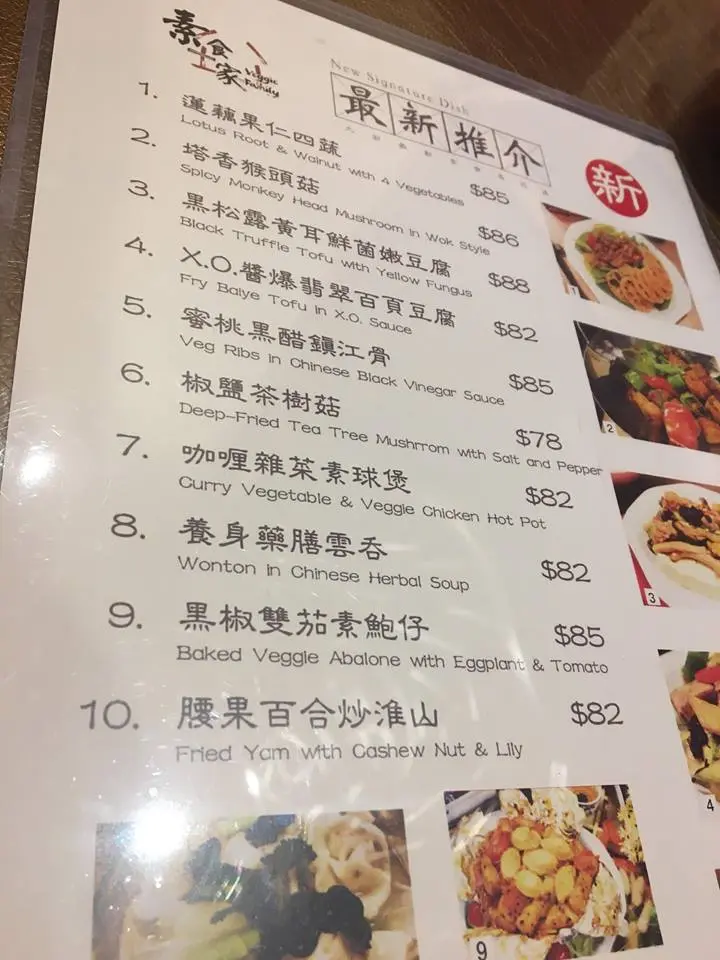 素食
之家
Veggie
Family
New Signature Dish
最新推介
新
1. 蓮藕果仁四蔬
Lotus Root & Walnut with 4 Vegetables $85
2. 塔香猴頭菇
Spicy Monkey Head Mushroom in Wok Style $86
3. 黑松露黃耳鮮菌嫩豆腐
Black Truffle Tofu with Yellow Fungus $88
4. X.O.醬爆翡翠百頁豆腐
Fry Baiye Tofu in X.O. Sauce $82
5. 蜜桃黑醋鎮江骨
Veg Ribs in Chinese Black Vinegar Sauce $85
6. 椒鹽茶樹菇 $78
Deep-Fried Tea Tree Mushrrom with Salt and Pepper
7. 咖喱雜菜素球煲 $82
Curry Vegetable & Veggie Chicken Hot Pot
8. 養身藥膳雲吞 $82
Wonton in Chinese Herbal Soup
9. 黑椒雙茄素鮑仔 $85
Baked Veggie Abalone with Eggplant & Tomato
10. 腰果百合炒淮山 $82
Fried Yam with Cashew Nut & Lily
1
2
3
4
9